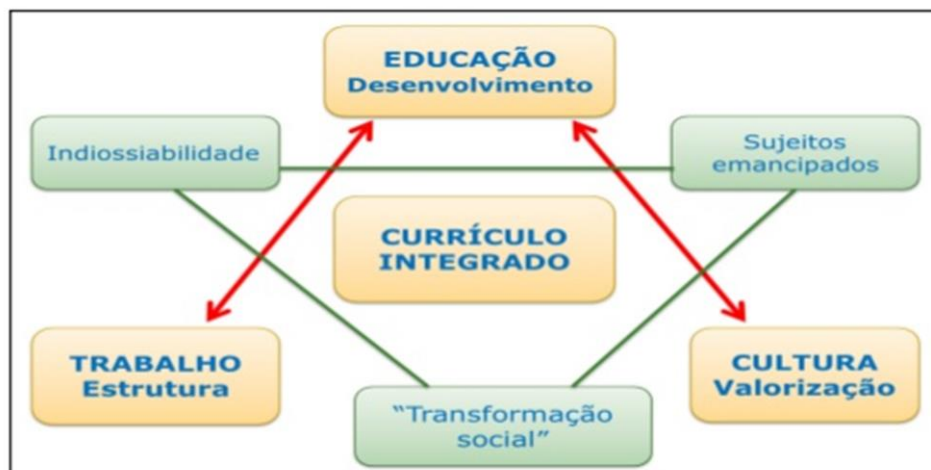 EDUCAÇÃO
Desenvolvimento
Indiossiabilidade
Sujeitos
emancipados
CURRÍCULO
INTEGRADO
TRABALHO
Estrutura
CULTURA
Valorização
“Transformação
social”